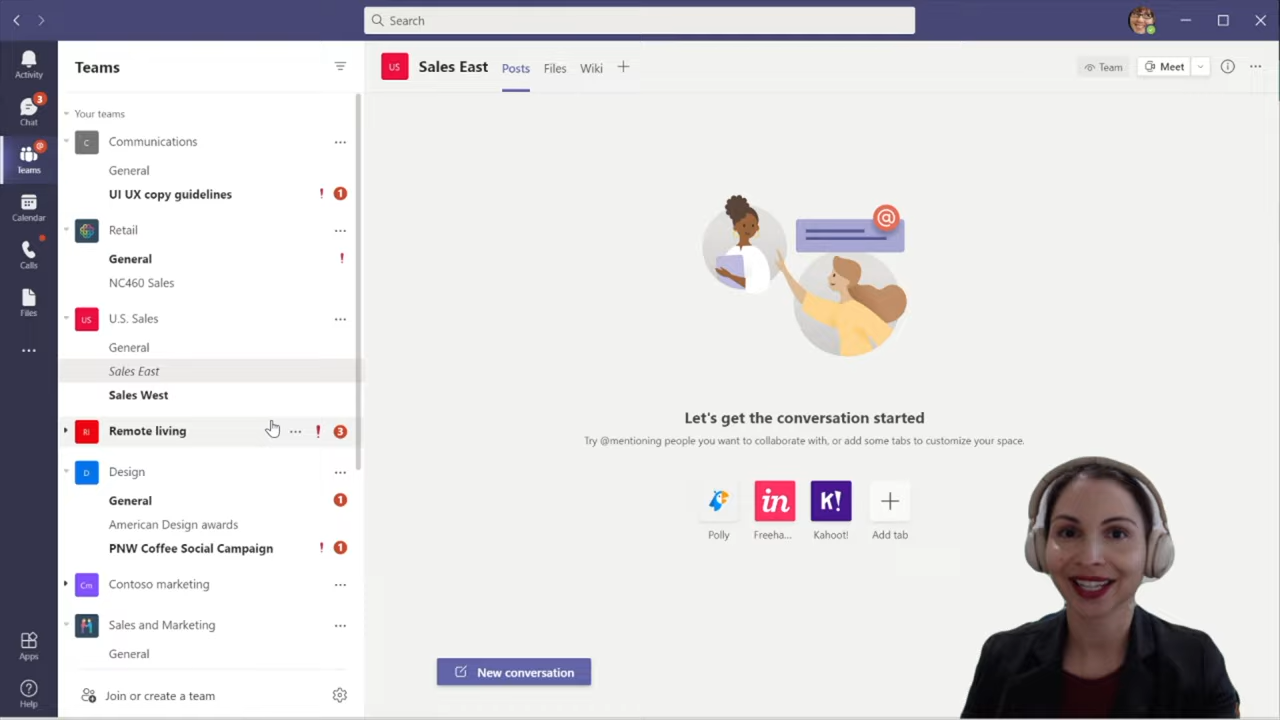 Search
Activity
Chat
3
Teams
@
Calendar
Calls
Files
Apps
Help
Teams
Your teams
C
Communications
General
UI UX copy guidelines ! 1
Retail
General !
NC460 Sales
US
U.S. Sales
General
Sales East
Sales West
Rl
Remote living ... ! 3
D
Design
General 1
American Design awards
PNW Coffee Social Campaign ! 1
Cm
Contoso marketing
Sales and Marketing
General
Join or create a team
US
Sales East Posts Files Wiki +
Team Meet
@
Let's get the conversation started
Try @mentioning people you want to collaborate with, or add some tabs to customize your space.
in K! +
Polly Freeha... Kahoot! Add tab
New conversation